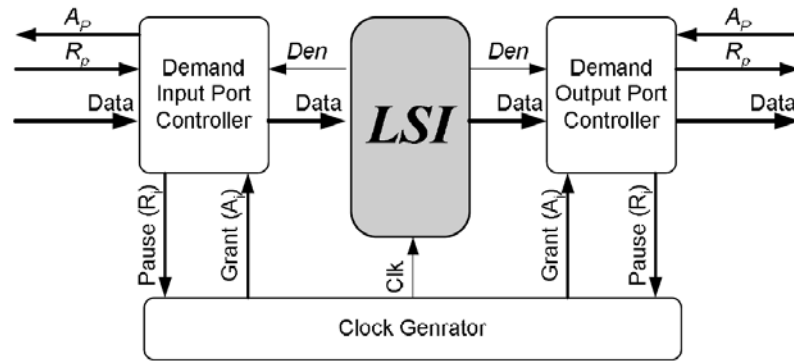 A_P
R_p
Data
Demand
Input Port
Controller
Den
Data
LSI
Den
Data
Demand
Output Port
Controller
A_P
R_p
Data
Pause (R_i)
Grant (A_i)
Clk
Grant (A_i)
Pause (R_i)
Clock Genrator